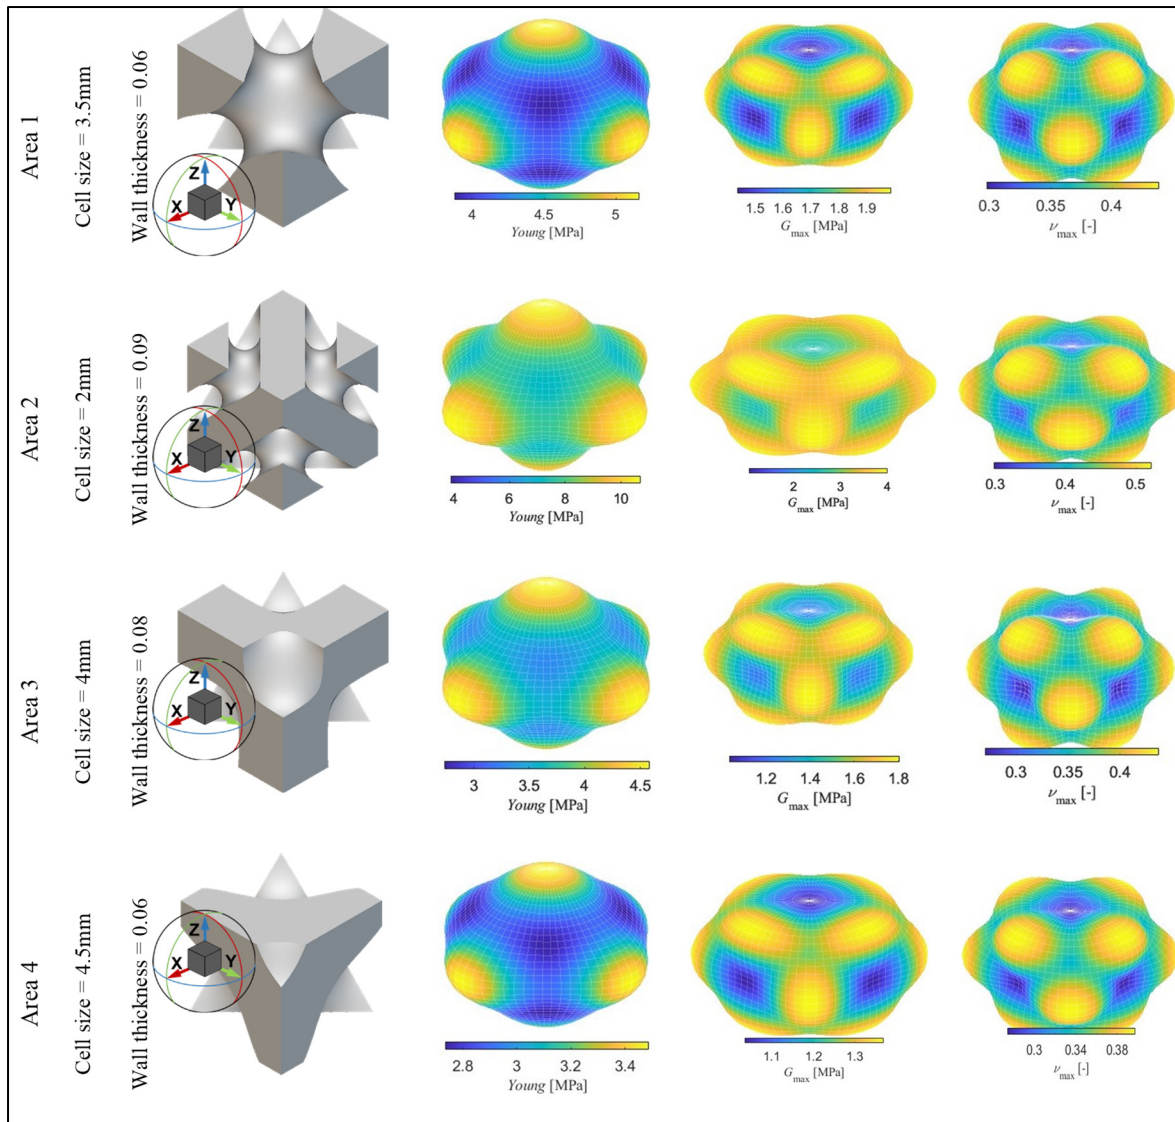 Area 1
Cell size = 3.5mm
Wall thickness = 0.06
Z
X
Y
4 4.5 5
Young [MPa]
1.5 1.6 1.7 1.8 1.9
G_max [MPa]
0.3 0.35 0.4
ν_max [-]
Area 2
Cell size = 2mm
Wall thickness = 0.09
Z
X
Y
4 6 8 10
Young [MPa]
2 3 4
G_max [MPa]
0.3 0.4 0.5
ν_max [-]
Area 3
Cell size = 4mm
Wall thickness = 0.08
Z
X
Y
3 3.5 4 4.5
Young [MPa]
1.2 1.4 1.6 1.8
G_max [MPa]
0.3 0.35 0.4
ν_max [-]
Area 4
Cell size = 4.5mm
Wall thickness = 0.06
Z
X
Y
2.8 3 3.2 3.4
Young [MPa]
1.1 1.2 1.3
G_max [MPa]
0.3 0.34 0.38
ν_max [-]